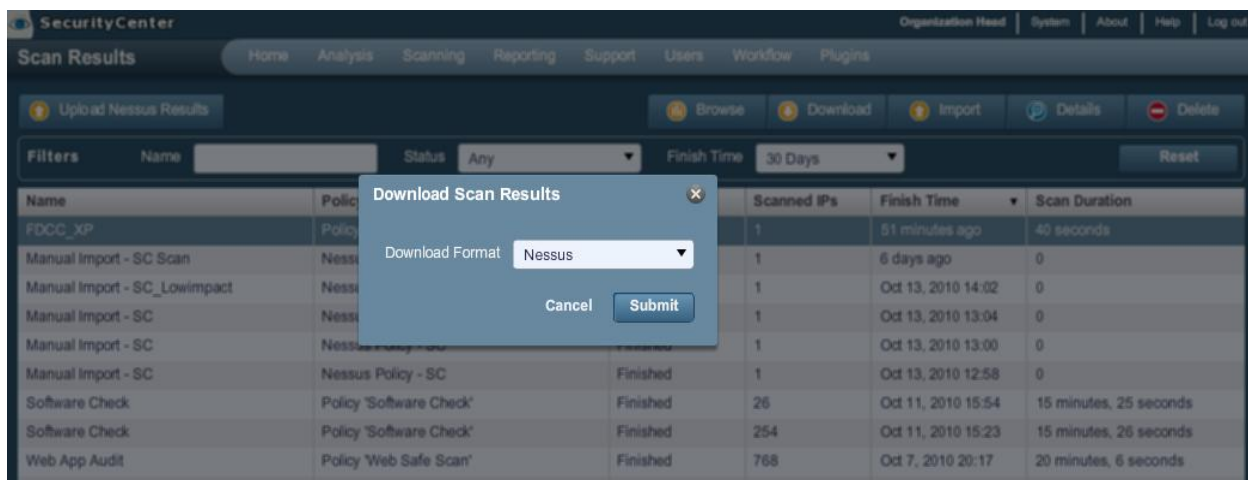 SecurityCenter
Organization Head | System | About | Help | Log out
Scan Results
Home Analysis Scanning Reporting Support Users Workflow Plugins
Upload Nessus Results Browse Download Import Details Delete
Filters Name Status Any Finish Time 30 Days Reset
Download Scan Results
Download Format Nessus
Cancel Submit
Name Scanned IPs Finish Time Scan Duration
FDCC_XP 1 51 minutes ago 40 seconds
Manual Import - SC Scan 1 6 days ago 0
Manual Import - SC_Lowimpact 1 Oct 13, 2010 14:02 0
Manual Import - SC 1 Oct 13, 2010 13:04 0
Manual Import - SC Nessus Policy - SC Finished 1 Oct 13, 2010 13:00 0
Manual Import - SC Nessus Policy - SC Finished 1 Oct 13, 2010 12:58 0
Software Check Policy 'Software Check' Finished 26 Oct 11, 2010 15:54 15 minutes, 25 seconds
Software Check Policy 'Software Check' Finished 254 Oct 11, 2010 15:23 15 minutes, 26 seconds
Web App Audit Policy 'Web Safe Scan' Finished 768 Oct 7, 2010 20:17 20 minutes, 6 seconds